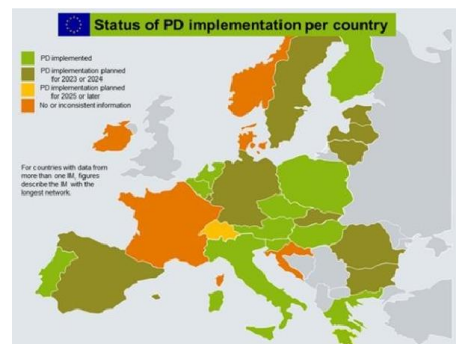 Status of PD implementation per country
PD implemented
PD implementation planned
for 2023 or 2024
PD implementation planned
for 2025 or later
No or inconsistent information
For countries with data from
more than one IM, figures
describe the IM with the
longest network.